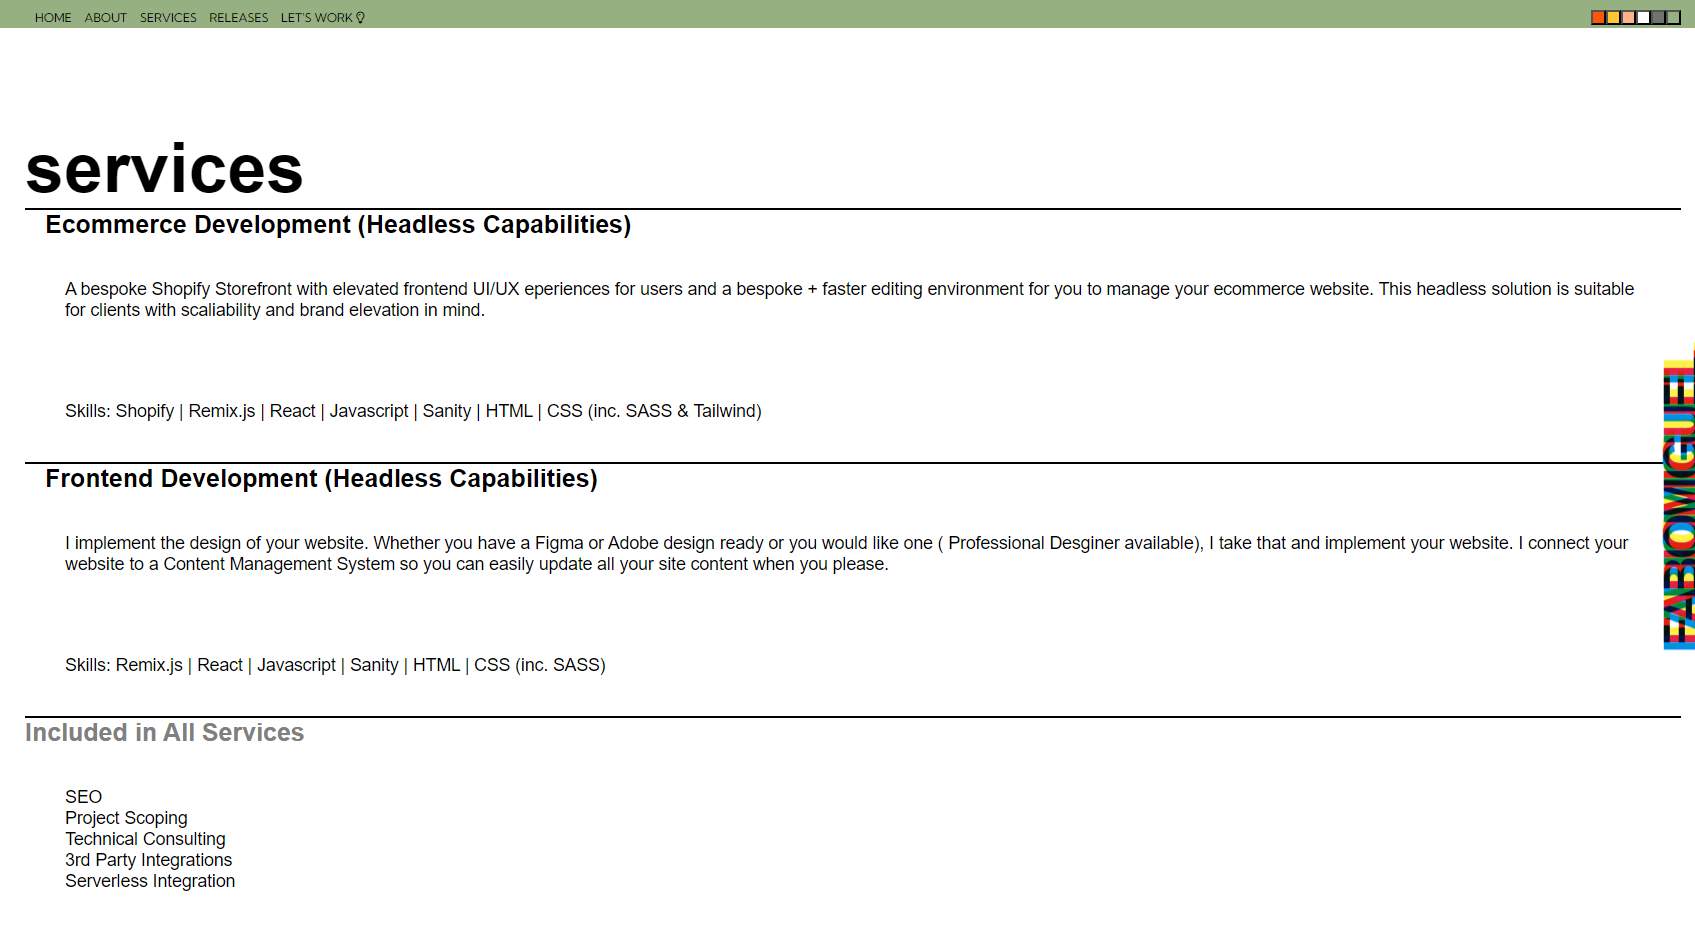 HOME ABOUT SERVICES RELEASES LET'S WORK
services
Ecommerce Development (Headless Capabilities)
A bespoke Shopify Storefront with elevated frontend UI/UX eperiences for users and a bespoke + faster editing environment for you to manage your ecommerce website. This headless solution is suitable
for clients with scaliability and brand elevation in mind.
Skills: Shopify | Remix.js | React | Javascript | Sanity | HTML | CSS (inc. SASS & Tailwind)
Frontend Development (Headless Capabilities)
I implement the design of your website. Whether you have a Figma or Adobe design ready or you would like one ( Professional Desginer available), I take that and implement your website. I connect your
website to a Content Management System so you can easily update all your site content when you please.
Skills: Remix.js | React | Javascript | Sanity | HTML | CSS (inc. SASS)
Included in All Services
SEO
Project Scoping
Technical Consulting
3rd Party Integrations
Serverless Integration